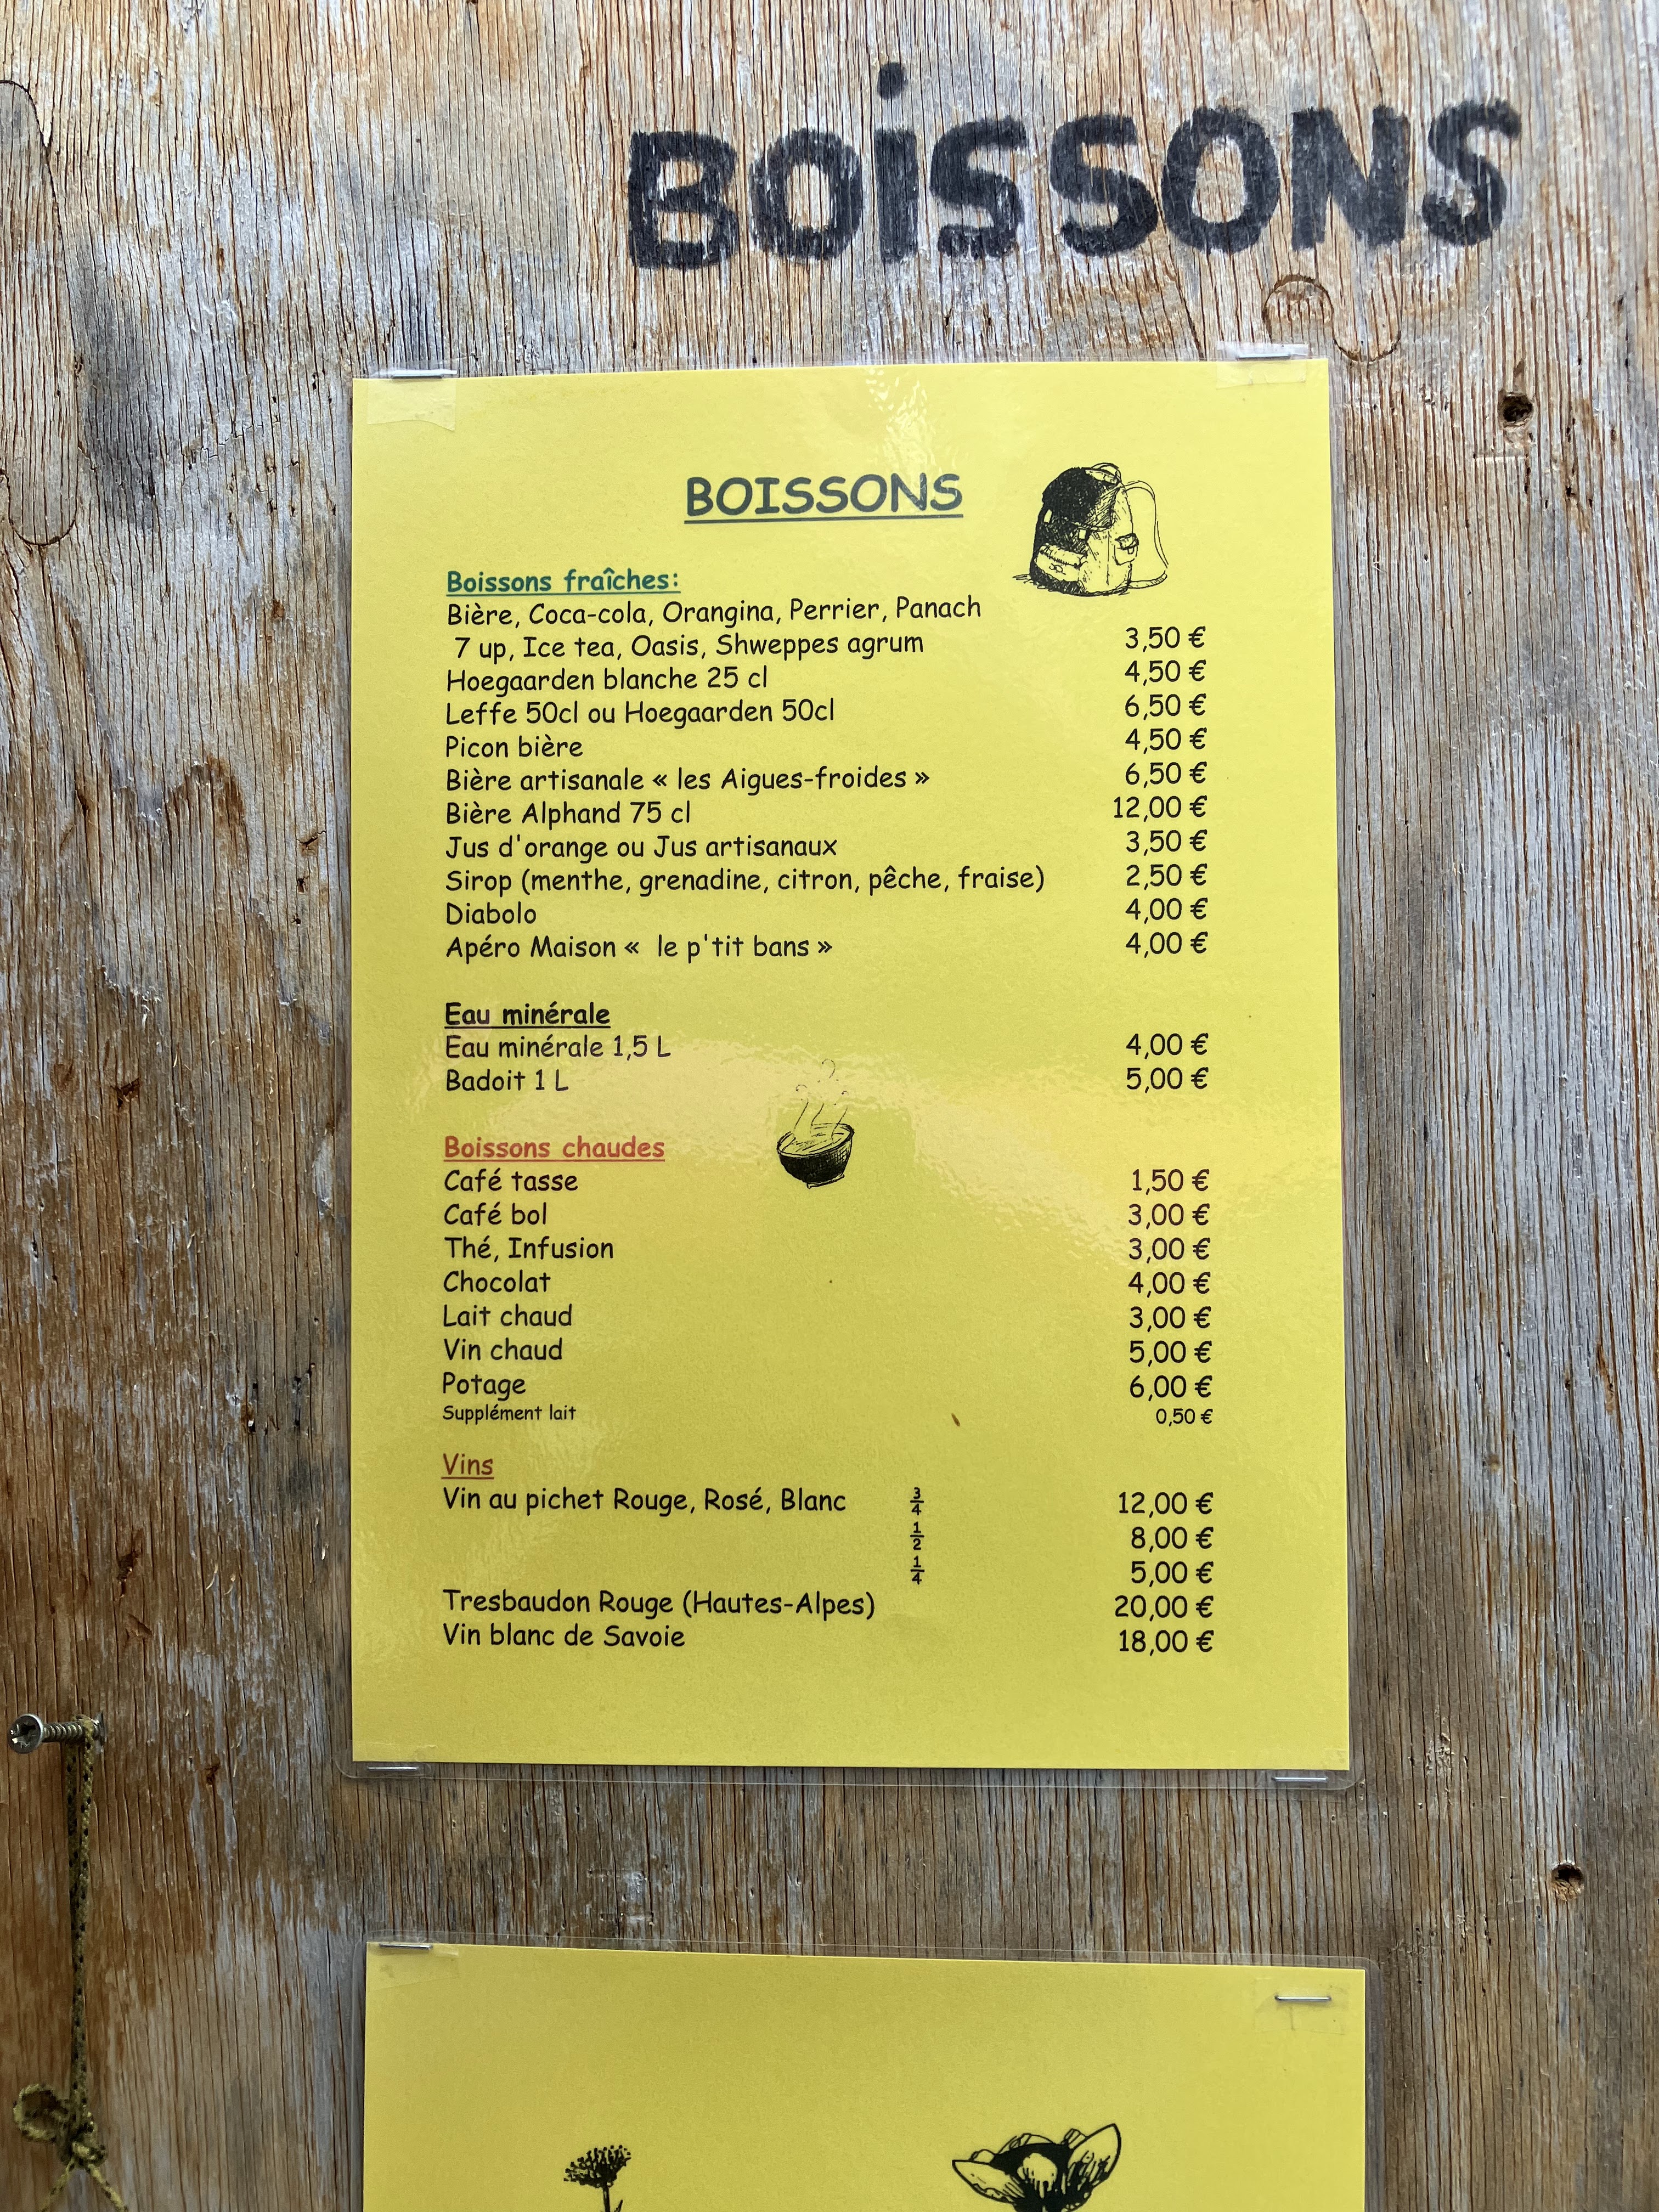 BOiSSONS
BOISSONS
Boissons fraîches:
Bière, Coca-cola, Orangina, Perrier, Panach
7 up, Ice tea, Oasis, Shweppes agrum 3,50 €
Hoegaarden blanche 25 cl 4,50 €
Leffe 50cl ou Hoegaarden 50cl 6,50 €
Picon bière 4,50 €
Bière artisanale « les Aigues-froides » 6,50 €
Bière Alphand 75 cl 12,00 €
Jus d'orange ou Jus artisanaux 3,50 €
Sirop (menthe, grenadine, citron, pêche, fraise) 2,50 €
Diabolo 4,00 €
Apéro Maison «  le p'tit bans » 4,00 €
Eau minérale
Eau minérale 1,5 L 4,00 €
Badoit 1 L 5,00 €
Boissons chaudes
Café tasse 1,50 €
Café bol 3,00 €
Thé, Infusion 3,00 €
Chocolat 4,00 €
Lait chaud 3,00 €
Vin chaud 5,00 €
Potage 6,00 €
Supplément lait 0,50 €
Vins
Vin au pichet Rouge, Rosé, Blanc ¾ 12,00 €
½ 8,00 €
¼ 5,00 €
Tresbaudon Rouge (Hautes-Alpes) 20,00 €
Vin blanc de Savoie 18,00 €